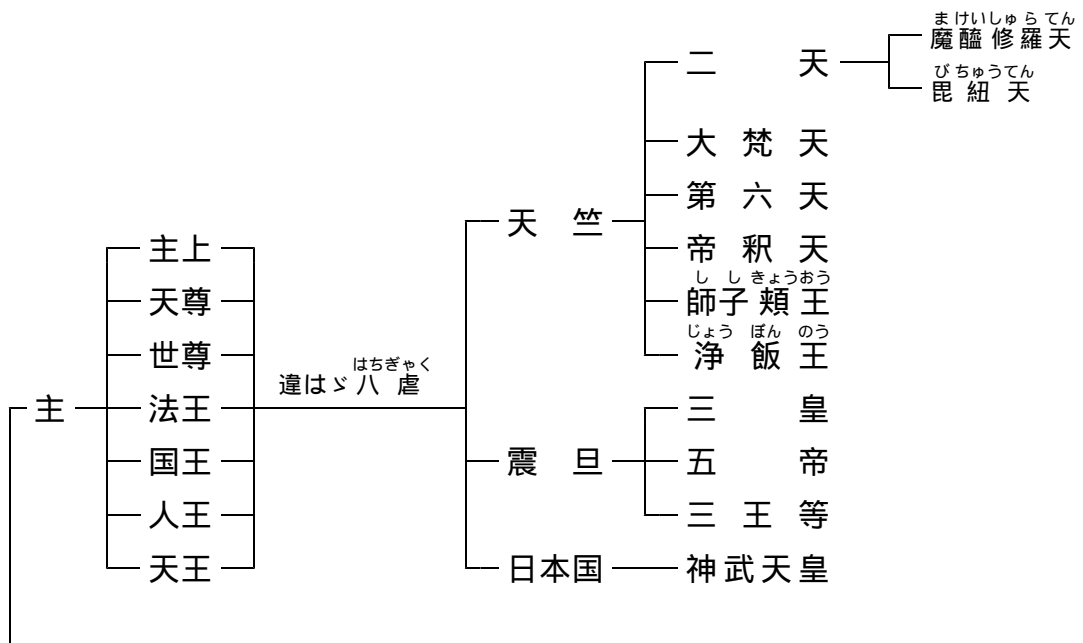 主
主上
天尊
世尊
法王
国王
人王
天王
はちぎゃく
違はゞ八虐
天竺
二天
まけいしゅらてん
魔醯修羅天
びちゅうてん
毘紐天
大梵天
第六天
帝釈天
ししきょうおう
師子頬王
じょうぼんのう
浄飯王
震旦
三皇
五帝
三王等
日本国
神武天皇